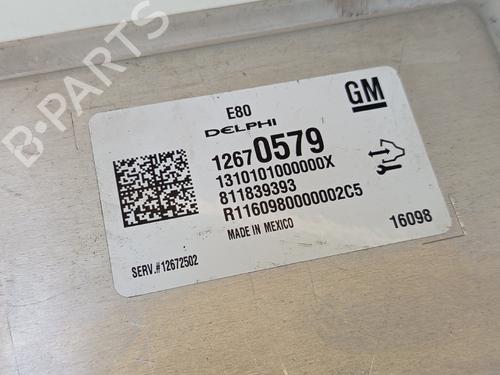 B-PARTS
E80
DELPHI
GM
12670579
1310101000000X
811839393
R1160980000002C5
MADE IN MEXICO
16098
SERV.#12672502